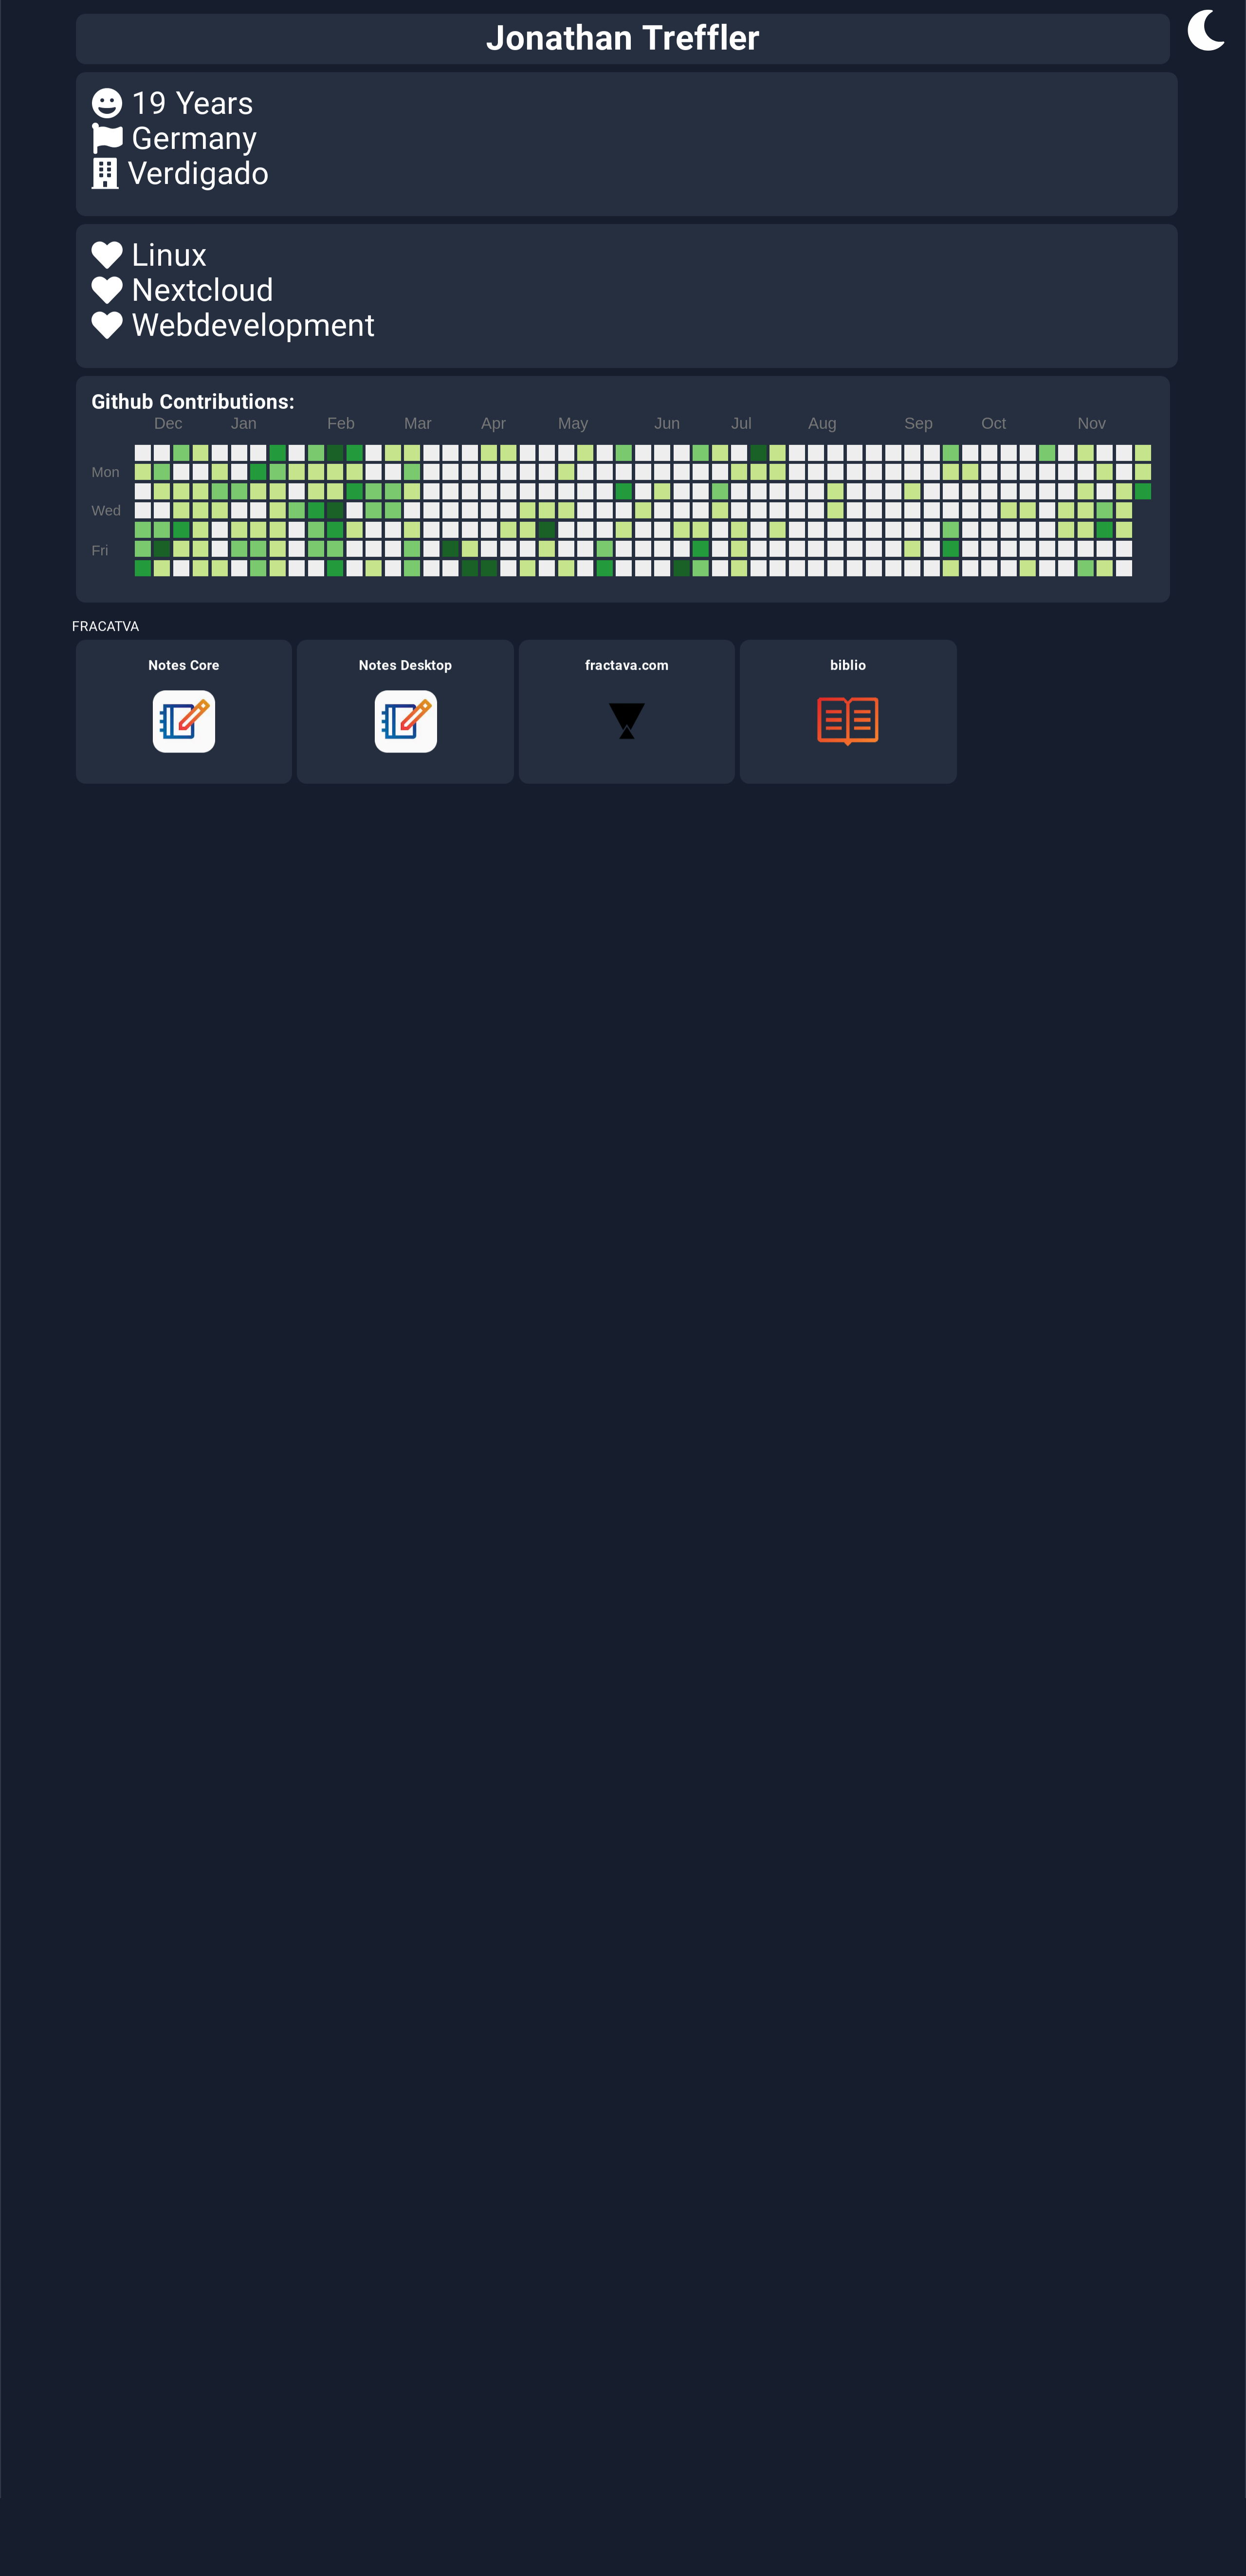 Jonathan Treffler
19 Years
Germany
Verdigado
Linux
Nextcloud
Webdevelopment
Github Contributions:
Dec Jan Feb Mar Apr May Jun Jul Aug Sep Oct Nov
Mon
Wed
Fri
FRACATVA
Notes Core Notes Desktop fractava.com biblio